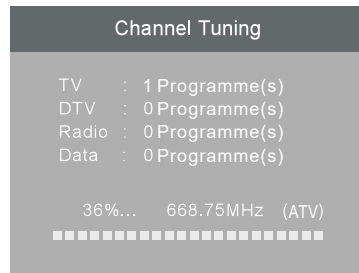 Channel Tuning
TV : 1 Programme(s)
DTV : 0 Programme(s)
Radio : 0 Programme(s)
Data : 0 Programme(s)
36%... 668.75MHz (ATV)